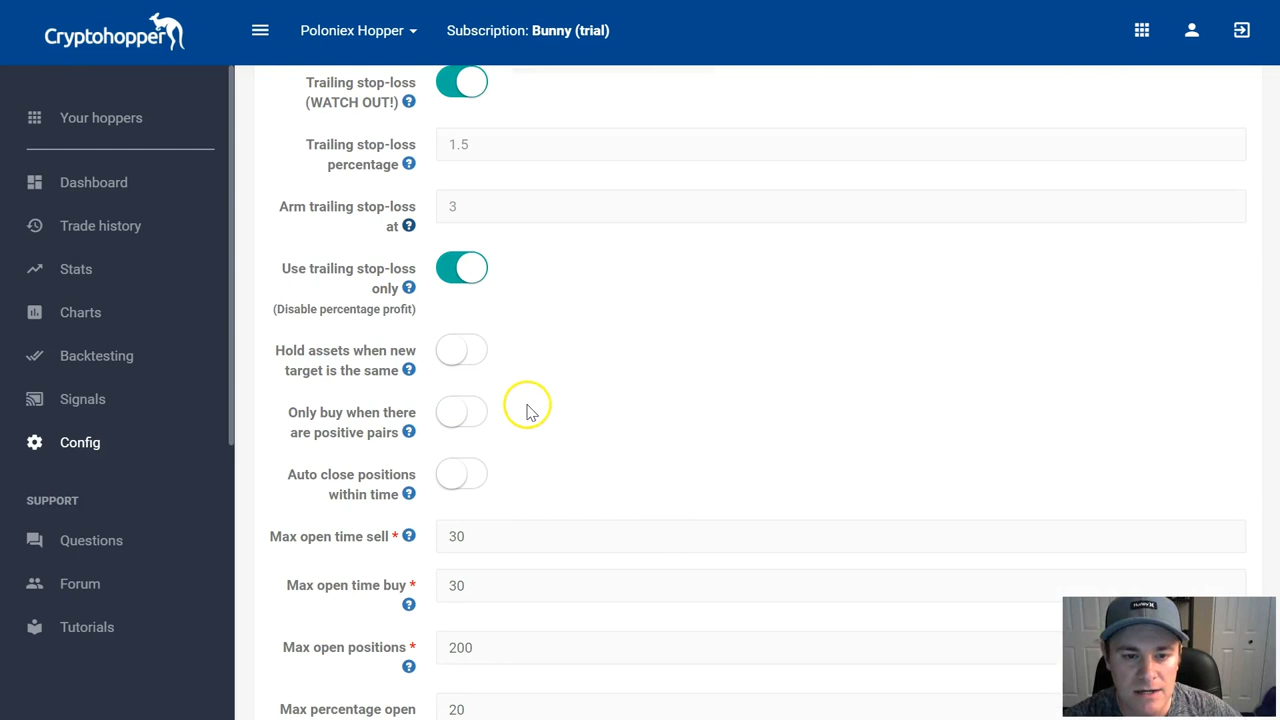 Cryptohopper
Poloniex Hopper
Subscription: Bunny (trial)
Your hoppers
Dashboard
Trade history
Stats
Charts
Backtesting
Signals
Config
SUPPORT
Questions
Forum
Tutorials
Trailing stop-loss
(WATCH OUT!) ?
Trailing stop-loss
percentage ?
1.5
Arm trailing stop-loss
at ?
3
Use trailing stop-loss
only ?
(Disable percentage profit)
Hold assets when new
target is the same ?
Only buy when there
are positive pairs ?
Auto close positions
within time ?
Max open time sell * ?
30
Max open time buy *
?
30
Max open positions *
?
200
Max percentage open
20